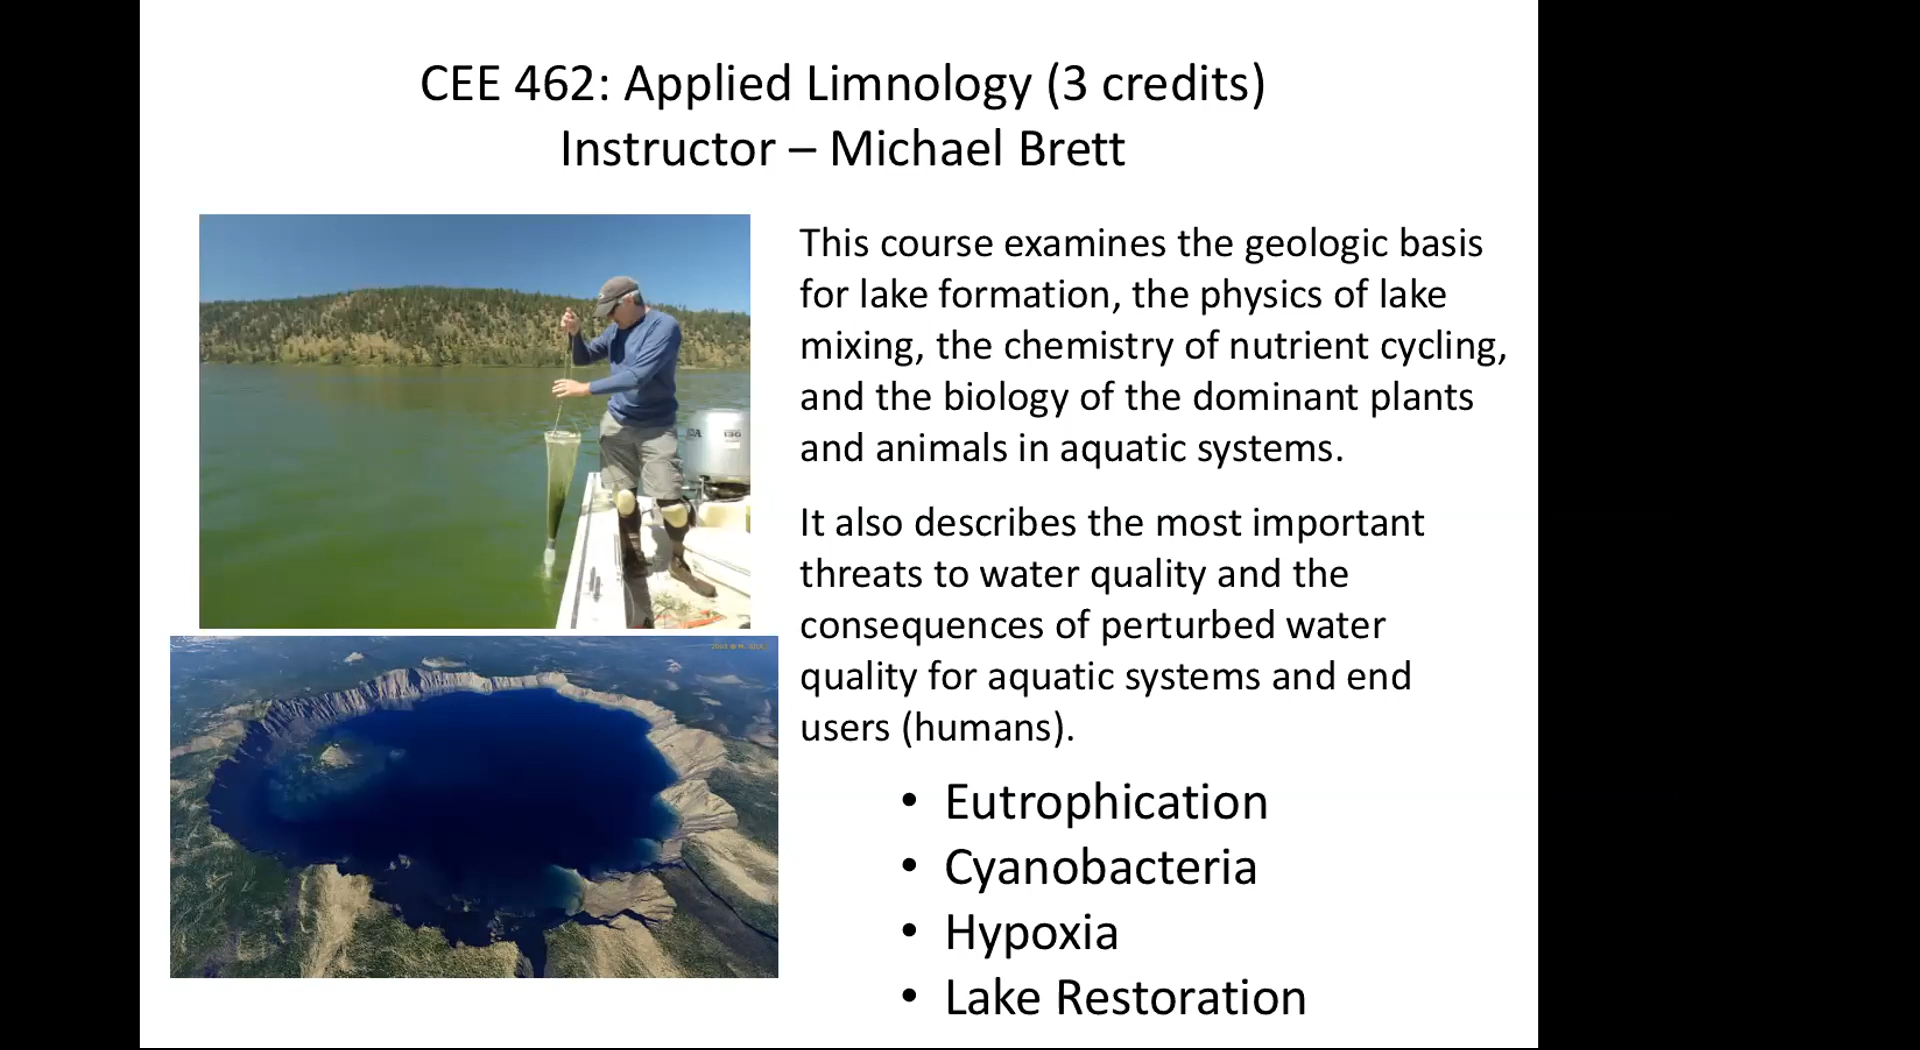 CEE 462: Applied Limnology (3 credits)
Instructor – Michael Brett
This course examines the geologic basis
for lake formation, the physics of lake
mixing, the chemistry of nutrient cycling,
and the biology of the dominant plants
and animals in aquatic systems.
It also describes the most important
threats to water quality and the
consequences of perturbed water
quality for aquatic systems and end
users (humans).
• Eutrophication
• Cyanobacteria
• Hypoxia
• Lake Restoration